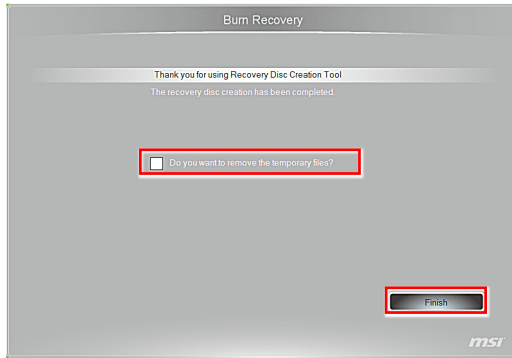 Burn Recovery
Thank you for using Recovery Disc Creation Tool
The recovery disc creation has been completed.
Do you want to remove the temporary files?
Finish
msi